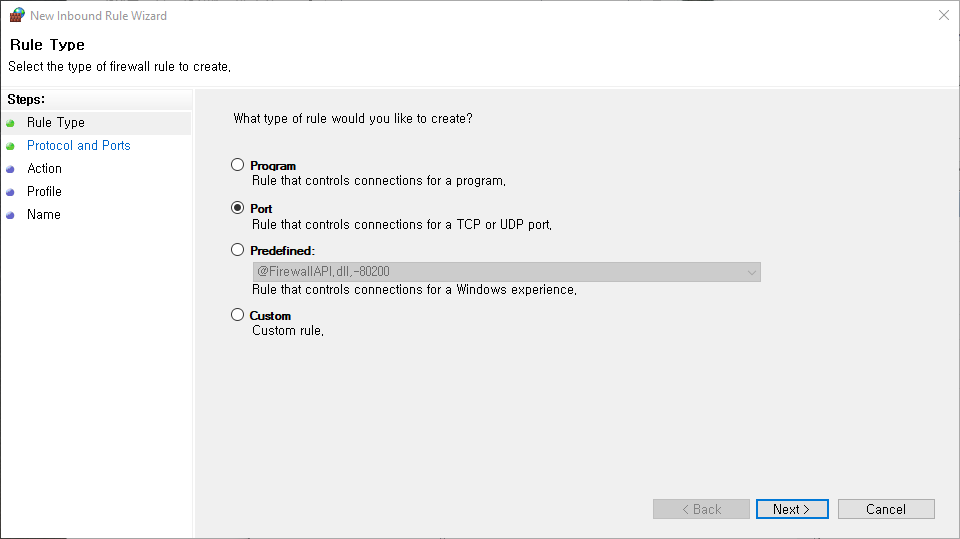 New Inbound Rule Wizard
Rule Type
Select the type of firewall rule to create.
Steps:
Rule Type
Protocol and Ports
Action
Profile
Name
What type of rule would you like to create?
Program
Rule that controls connections for a program.
Port
Rule that controls connections for a TCP or UDP port.
Predefined:
@FirewallAPI.dll,-80200
Rule that controls connections for a Windows experience.
Custom
Custom rule.
< Back
Next >
Cancel